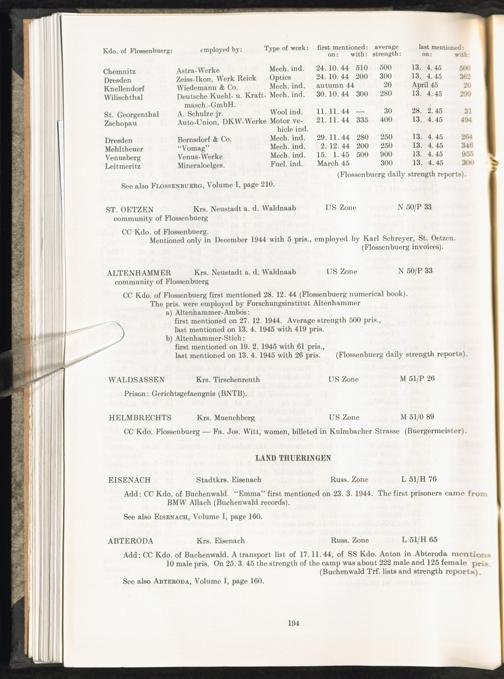 Kdo. of Flossenbuerg: employed by: Type of work: first mentioned: average last mentioned:
on: with: strength: on: with:
Chemnitz Astra-Werke Mech. ind. 24. 10. 44 510 500 13. 4. 45 500
Dresden Zeiss-Ikon, Werk Reick Optics 24. 10. 44 200 300 13. 4. 45 362
Knellendorf Wiedemann & Co. Mech. ind. autumn 44 20 April 45 20
Wilischthal Deutsche Kuehl- u. Kraft- Mech. ind. 30. 10. 44 300 280 13. 4. 45 299
masch.-GmbH.
St. Georgenthal A. Schulze jr. Wool ind. 11. 11. 44 — 30 28. 2. 45 31
Zschopau Auto-Union, DKW-Werke Motor ve- 21. 11. 44 335 400 13. 4. 45 494
hicle ind.
Dresden Bernsdorf & Co. Mech. ind. 29. 11. 44 280 250 13. 4. 45 264
Mehltheuer "Vomag" Mech. ind. 2. 12. 44 200 250 13. 4. 45 346
Venusberg Venus-Werke Mech. ind. 15. 1. 45 500 900 13. 4. 45 955
Leitmeritz Mineraloelges. Fuel. ind. March 45 300 13. 4. 45 300
(Flossenbuerg daily strength reports).
See also FLOSSENBUERG, Volume I, page 210.
ST. OETZEN Krs. Neustadt a. d. Waldnaab US Zone N 50/P 33
community of Flossenbuerg
CC Kdo. of Flossenbuerg.
Mentioned only in December 1944 with 5 pris., employed by Karl Schreyer, St. Oetzen.
(Flossenbuerg invoices).
ALTENHAMMER Krs. Neustadt a. d. Waldnaab US Zone N 50/P 33
community of Flossenbuerg
CC Kdo. of Flossenbuerg first mentioned 28. 12. 44 (Flossenbuerg numerical book).
The pris. were employed by Forschungsinstitut Altenhammer
a) Altenhammer-Ambos:
first mentioned on 27. 12. 1944. Average strength 500 pris.,
last mentioned on 13. 4. 1945 with 419 pris.
b) Altenhammer-Stich:
first mentioned on 19. 2. 1945 with 61 pris.,
last mentioned on 13. 4. 1945 with 26 pris. (Flossenbuerg daily strength reports).
WALDSASSEN Krs. Tirschenreuth US Zone M 51/P 26
Prison: Gerichtsgefaengnis (BNTB).
HELMBRECHTS Krs. Muenchberg US Zone M 51/0 89
CC Kdo. Flossenbuerg — Fa. Jos. Witt, women, billeted in Kulmbacher Strasse (Buergermeister).
LAND THUERINGEN
EISENACH Stadtkrs. Eisenach Russ. Zone L 51/H 76
Add: CC Kdo. of Buchenwald. "Emma" first mentioned on 23. 3. 1944. The first prisoners came from
BMW Allach (Buchenwald records).
See also EISENACH, Volume I, page 160.
ABTERODA Krs. Eisenach Russ. Zone L 51/H 65
Add: CC Kdo. of Buchenwald. A transport list of 17. 11. 44, of SS Kdo. Anton in Abteroda mentions
10 male pris. On 25. 3. 45 the strength of the camp was about 222 male and 125 female pris.
(Buchenwald Trf. lists and strength reports).
See also ABTERODA, Volume I, page 160.
194